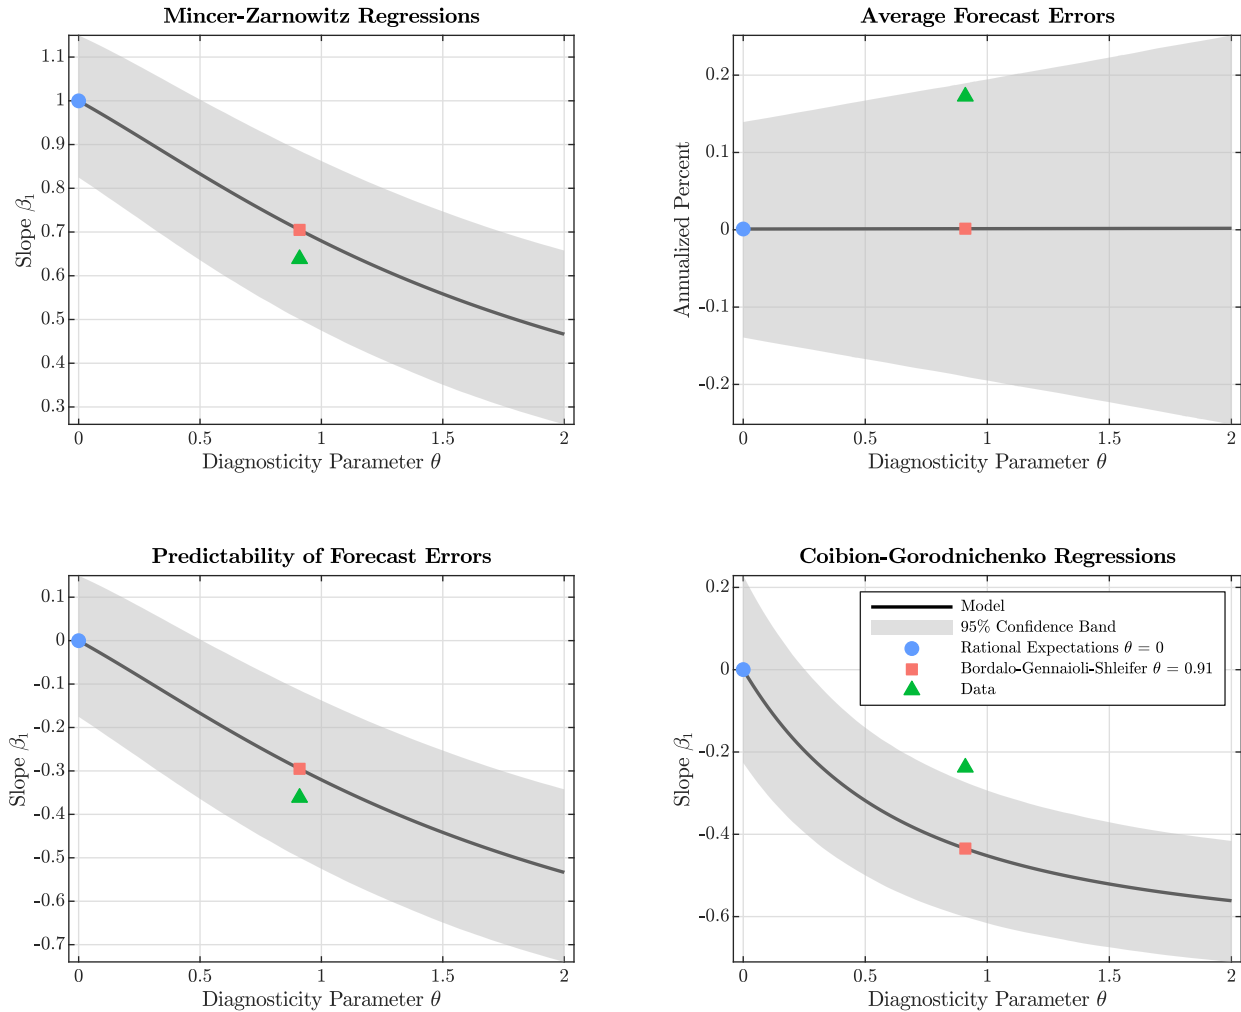 Mincer-Zarnowitz Regressions
Slope β₁
1.1
1
0.9
0.8
0.7
0.6
0.5
0.4
0.3
0 0.5 1 1.5 2
Diagnosticity Parameter θ
Average Forecast Errors
Annualized Percent
0.2
0.1
0
-0.1
-0.2
0 0.5 1 1.5 2
Diagnosticity Parameter θ
Predictability of Forecast Errors
Slope β₁
0.1
0
-0.1
-0.2
-0.3
-0.4
-0.5
-0.6
-0.7
0 0.5 1 1.5 2
Diagnosticity Parameter θ
Coibion-Gorodnichenko Regressions
Slope β₁
0.2
0
-0.2
-0.4
-0.6
Model
95% Confidence Band
Rational Expectations θ = 0
Bordalo-Gennaioli-Shleifer θ = 0.91
Data
0 0.5 1 1.5 2
Diagnosticity Parameter θ